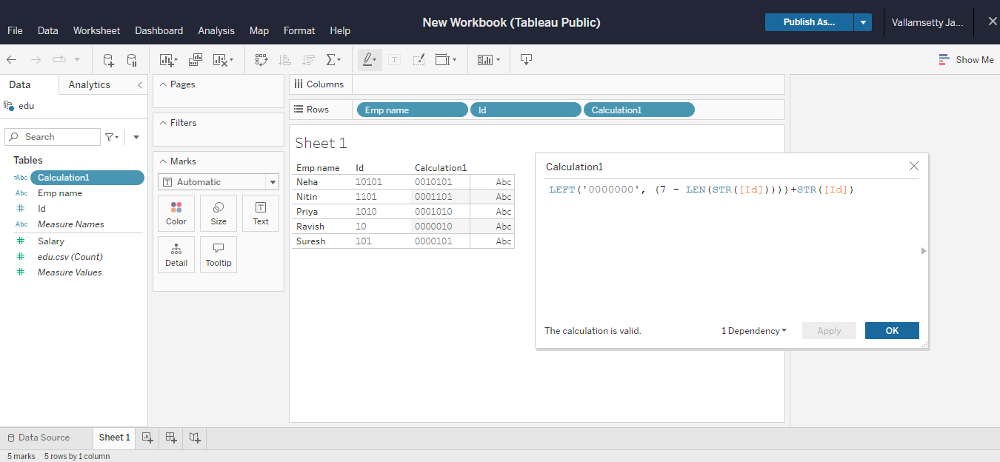 New Workbook (Tableau Public)
Publish As...
Vallamsetty Ja...
File Data Worksheet Dashboard Analysis Map Format Help
Show Me
Data Analytics
edu
Search
Tables
Abc Calculation1
Abc Emp name
Id
Abc Measure Names
Salary
edu.csv (Count)
Measure Values
Pages
Filters
Marks
T Automatic
Color Size Text
Detail Tooltip
Columns
Rows Emp name Id Calculation1
Sheet 1
Emp name Id Calculation1
Neha 10101 0010101 Abc
Nitin 1101 0001101 Abc
Priya 1010 0001010 Abc
Ravish 10 0000010 Abc
Suresh 101 0000101 Abc
Calculation1
LEFT('0000000', (7 - LEN(STR([Id]))))+STR([Id])
The calculation is valid.
1 Dependency
Apply
OK
Data Source Sheet 1
5 marks 5 rows by 1 column